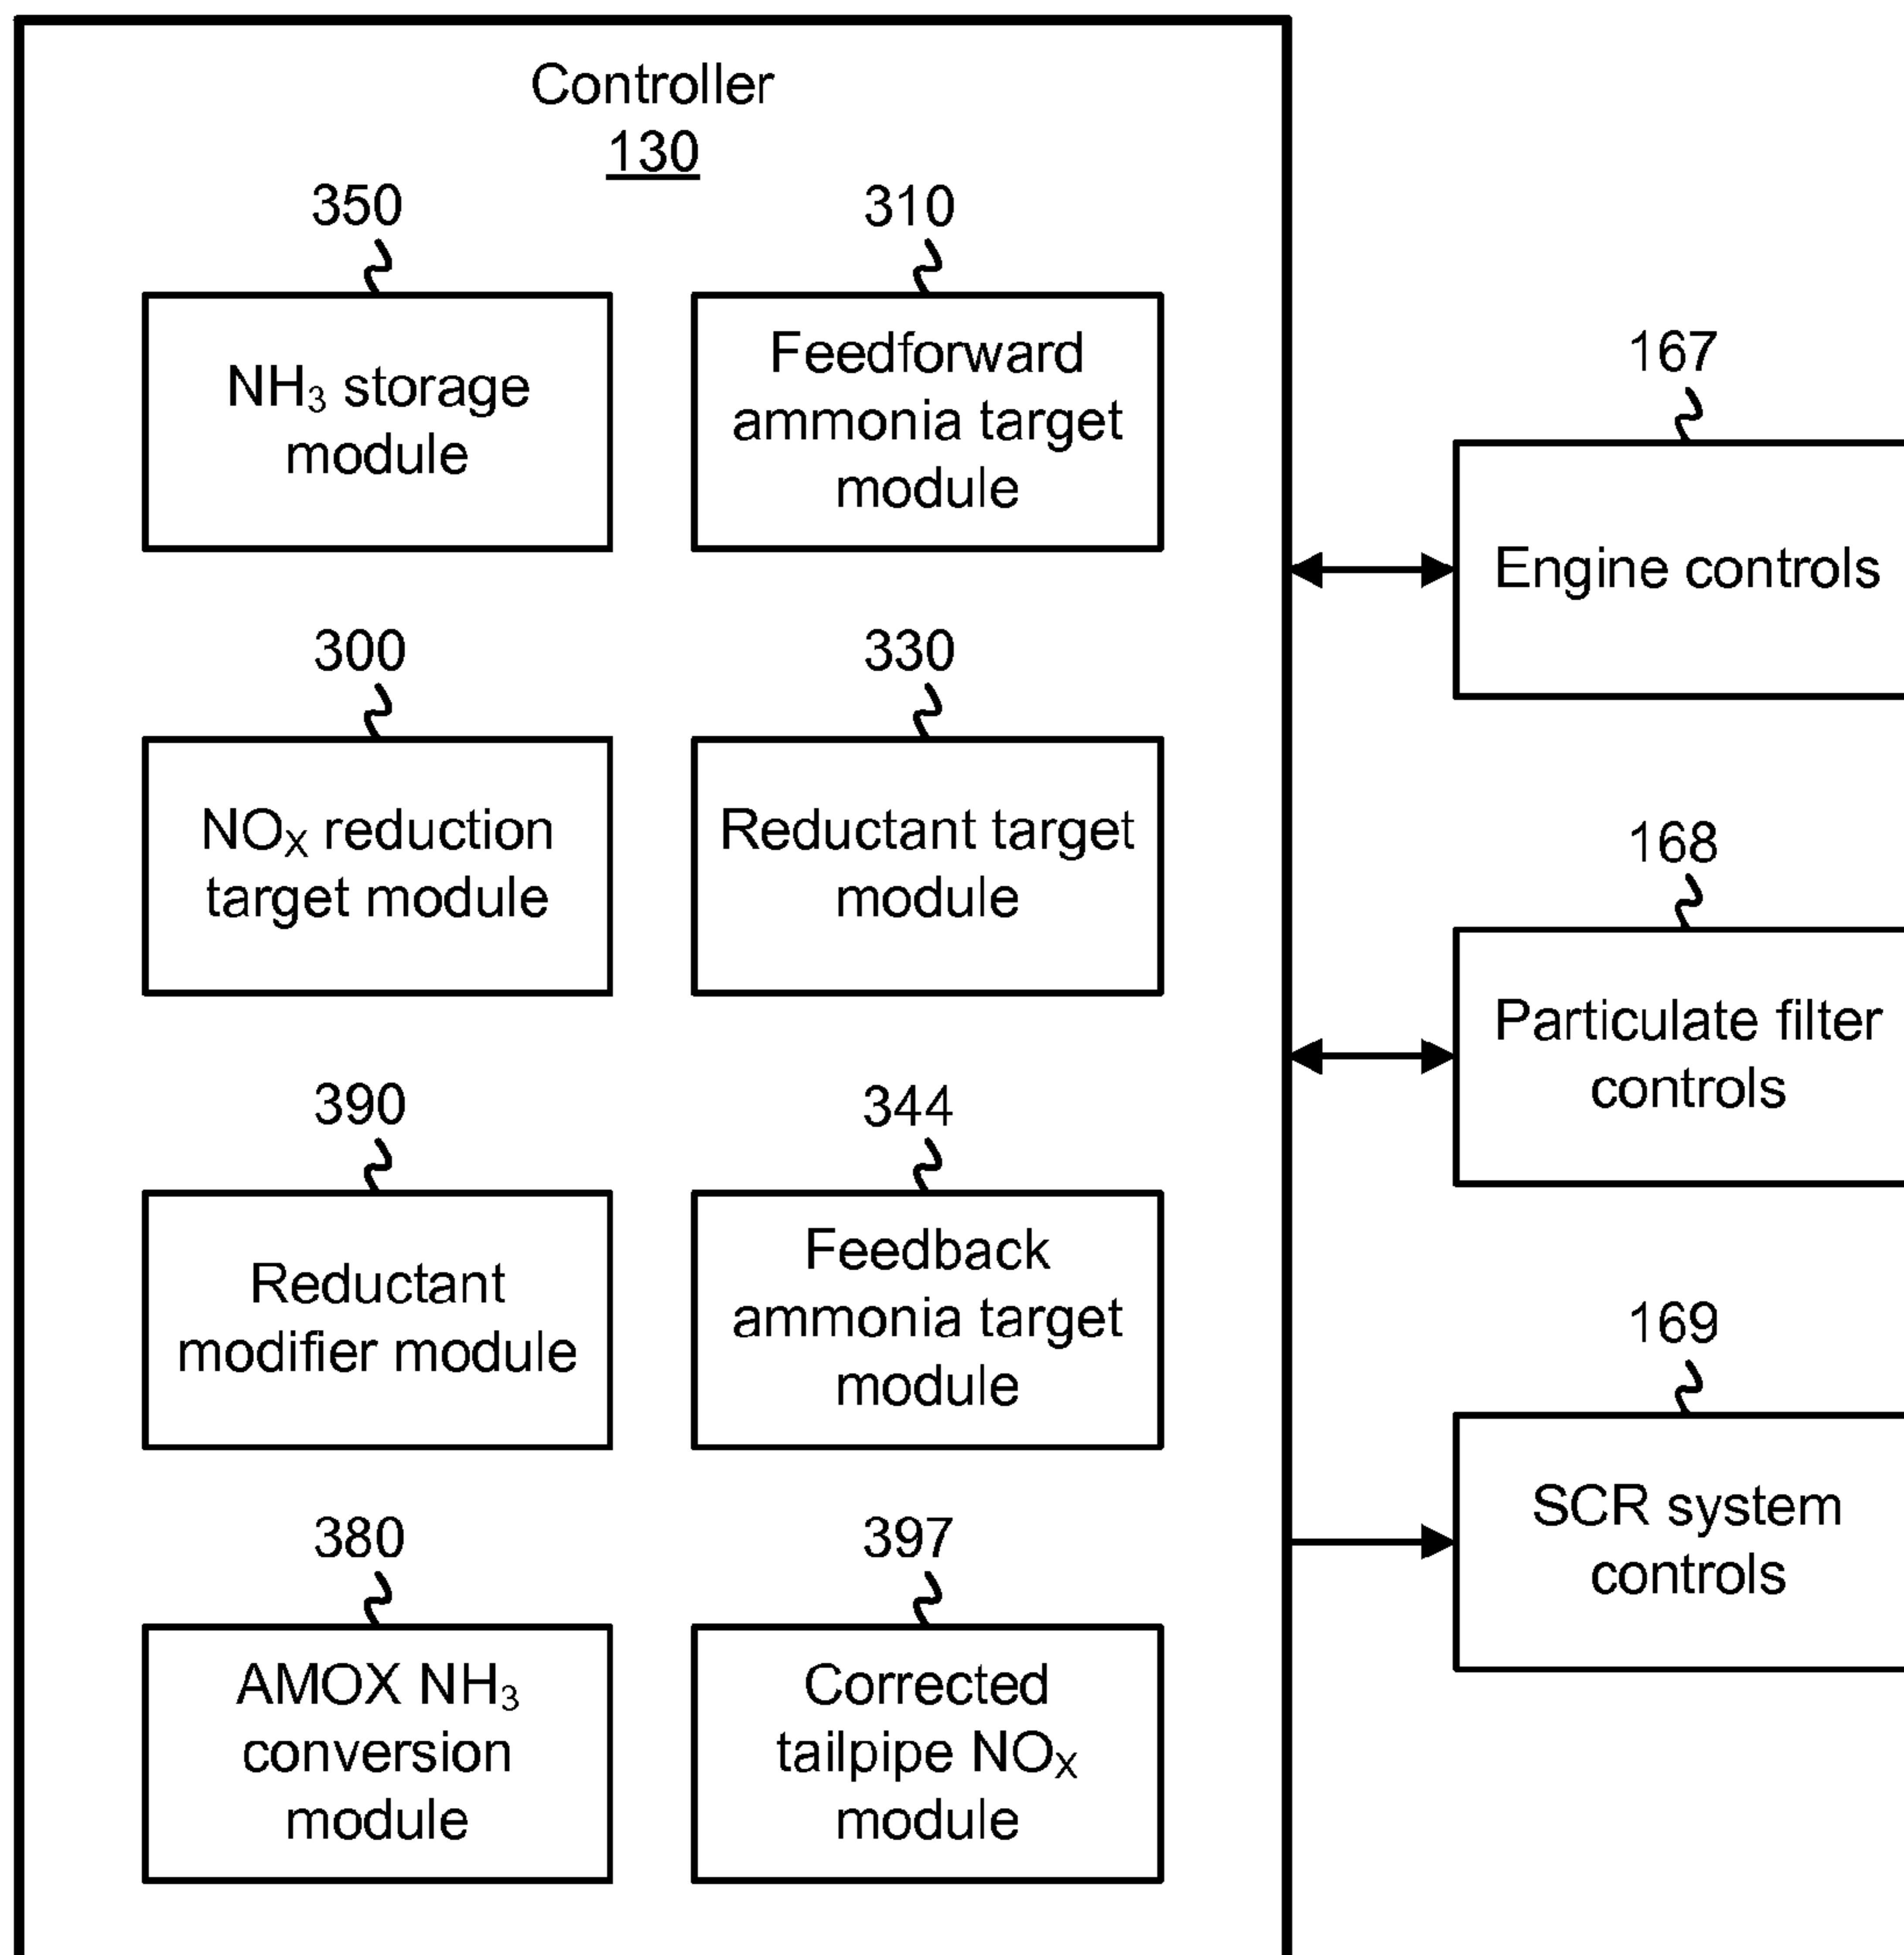 Controller
130
350
NH₃ storage
module
310
Feedforward
ammonia target
module
300
NOₓ reduction
target module
330
Reductant target
module
390
Reductant
modifier module
344
Feedback
ammonia target
module
380
AMOX NH₃
conversion
module
397
Corrected
tailpipe NOₓ
module
167
Engine controls
168
Particulate filter
controls
169
SCR system
controls